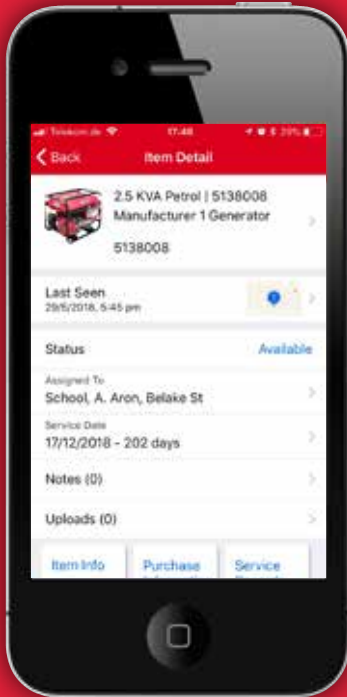 Telekom.de 17:46 39%
Back Item Detail
2.5 KVA Petrol | 5138008
Manufacturer 1 Generator
5138008
Last Seen
29/5/2018, 5:45 pm
Status Available
Assigned To
School, A. Aron, Belake St
Service Date
17/12/2018 - 202 days
Notes (0)
Uploads (0)
Item Info Purchase Service